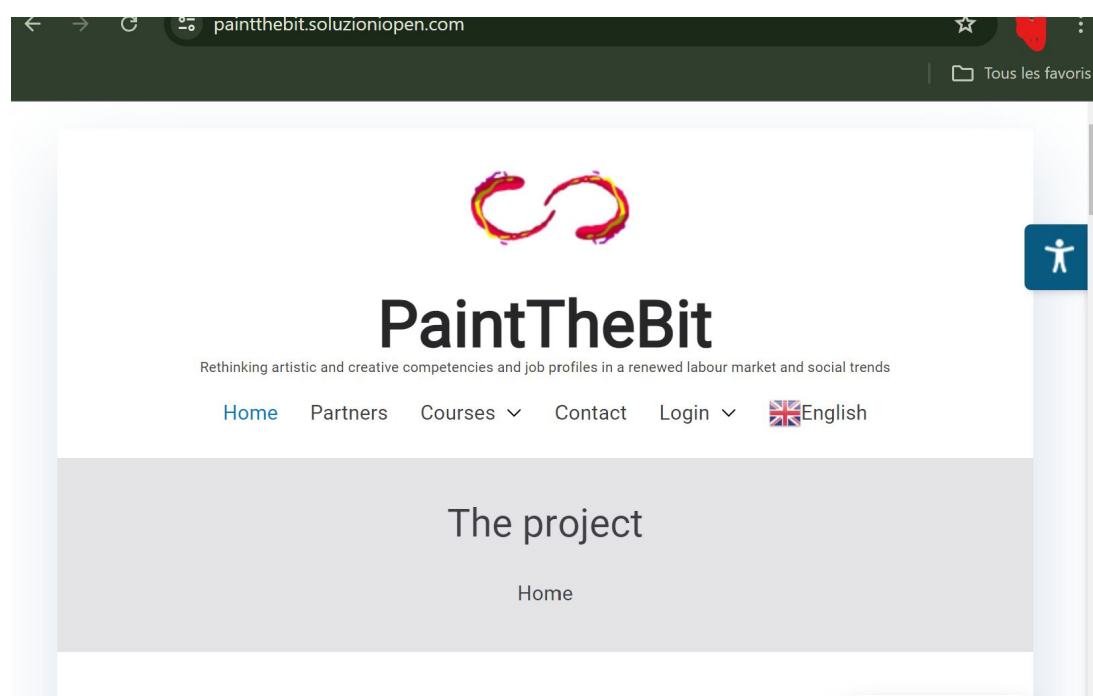 paintthebit.soluzioniopen.com
Tous les favoris
PaintTheBit
Rethinking artistic and creative competencies and job profiles in a renewed labour market and social trends
Home Partners Courses Contact Login English
The project
Home